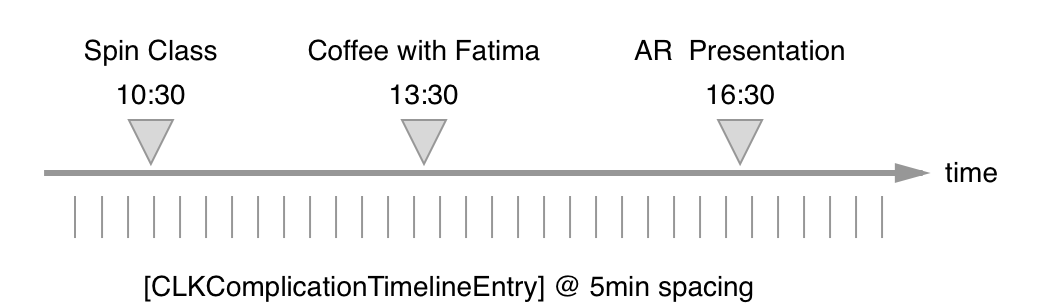 Spin Class Coffee with Fatima AR Presentation
10:30 13:30 16:30
time
[CLKComplicationTimelineEntry] @ 5min spacing